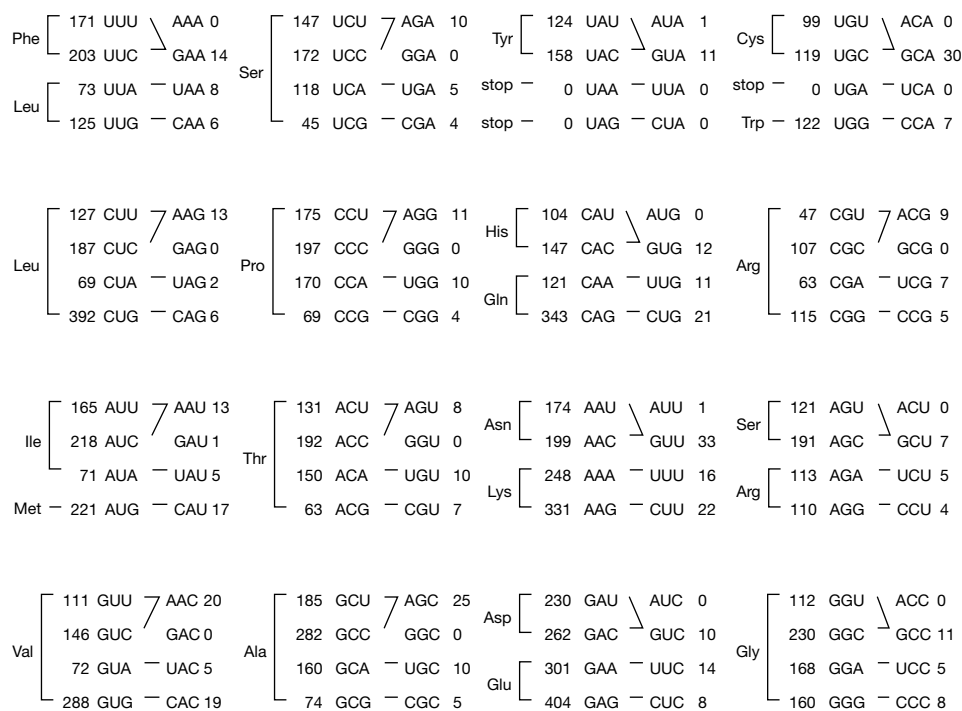 Phe 171 UUU AAA 0 147 UCU AGA 10 Tyr 124 UAU AUA 1 Cys 99 UGU ACA 0
203 UUC GAA 14 Ser 172 UCC GGA 0 158 UAC GUA 11 119 UGC GCA 30
Leu 73 UUA UAA 8 118 UCA UGA 5 stop 0 UAA UUA 0 stop 0 UGA UCA 0
125 UUG CAA 6 45 UCG CGA 4 stop 0 UAG CUA 0 Trp 122 UGG CCA 7
Leu 127 CUU AAG 13 Pro 175 CCU AGG 11 His 104 CAU AUG 0 Arg 47 CGU ACG 9
187 CUC GAG 0 197 CCC GGG 0 147 CAC GUG 12 107 CGC GCG 0
69 CUA UAG 2 170 CCA UGG 10 Gln 121 CAA UUG 11 63 CGA UCG 7
392 CUG CAG 6 69 CCG CGG 4 343 CAG CUG 21 115 CGG CCG 5
Ile 165 AUU AAU 13 Thr 131 ACU AGU 8 Asn 174 AAU AUU 1 Ser 121 AGU ACU 0
218 AUC GAU 1 192 ACC GGU 0 199 AAC GUU 33 191 AGC GCU 7
71 AUA UAU 5 150 ACA UGU 10 Lys 248 AAA UUU 16 Arg 113 AGA UCU 5
Met 221 AUG CAU 17 63 ACG CGU 7 331 AAG CUU 22 110 AGG CCU 4
Val 111 GUU AAC 20 Ala 185 GCU AGC 25 Asp 230 GAU AUC 0 Gly 112 GGU ACC 0
146 GUC GAC 0 282 GCC GGC 0 262 GAC GUC 10 230 GGC GCC 11
72 GUA UAC 5 160 GCA UGC 10 Glu 301 GAA UUC 14 168 GGA UCC 5
288 GUG CAC 19 74 GCG CGC 5 404 GAG CUC 8 160 GGG CCC 8